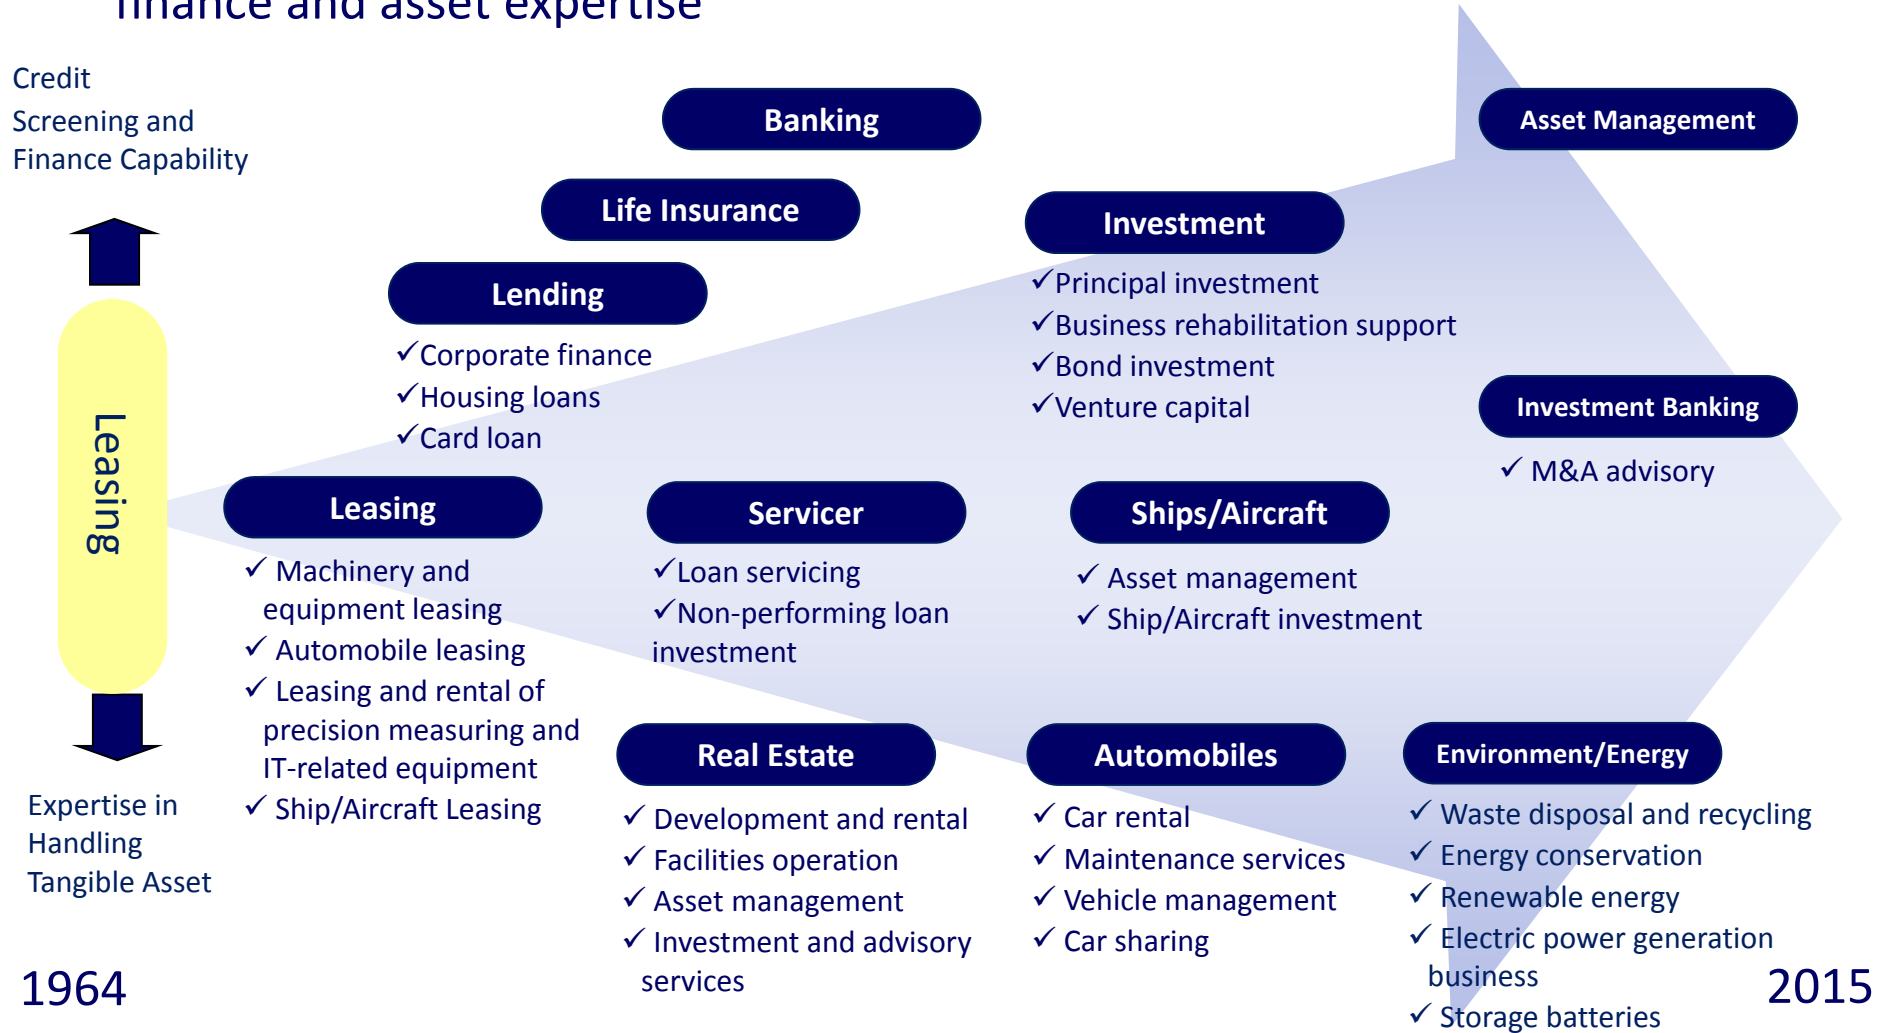 finance and asset expertise
Credit
Screening and
Finance Capability
Leasing
Expertise in
Handling
Tangible Asset
1964
Banking
Life Insurance
Lending
✓Corporate finance
✓Housing loans
✓Card loan
Leasing
✓ Machinery and
equipment leasing
✓ Automobile leasing
✓ Leasing and rental of
precision measuring and
IT-related equipment
✓ Ship/Aircraft Leasing
Servicer
✓Loan servicing
✓Non-performing loan
investment
Real Estate
✓ Development and rental
✓ Facilities operation
✓ Asset management
✓ Investment and advisory
services
Investment
✓Principal investment
✓Business rehabilitation support
✓Bond investment
✓Venture capital
Ships/Aircraft
✓ Asset management
✓ Ship/Aircraft investment
Automobiles
✓ Car rental
✓ Maintenance services
✓ Vehicle management
✓ Car sharing
Asset Management
Investment Banking
✓ M&A advisory
Environment/Energy
✓ Waste disposal and recycling
✓ Energy conservation
✓ Renewable energy
✓ Electric power generation
business
✓ Storage batteries
2015